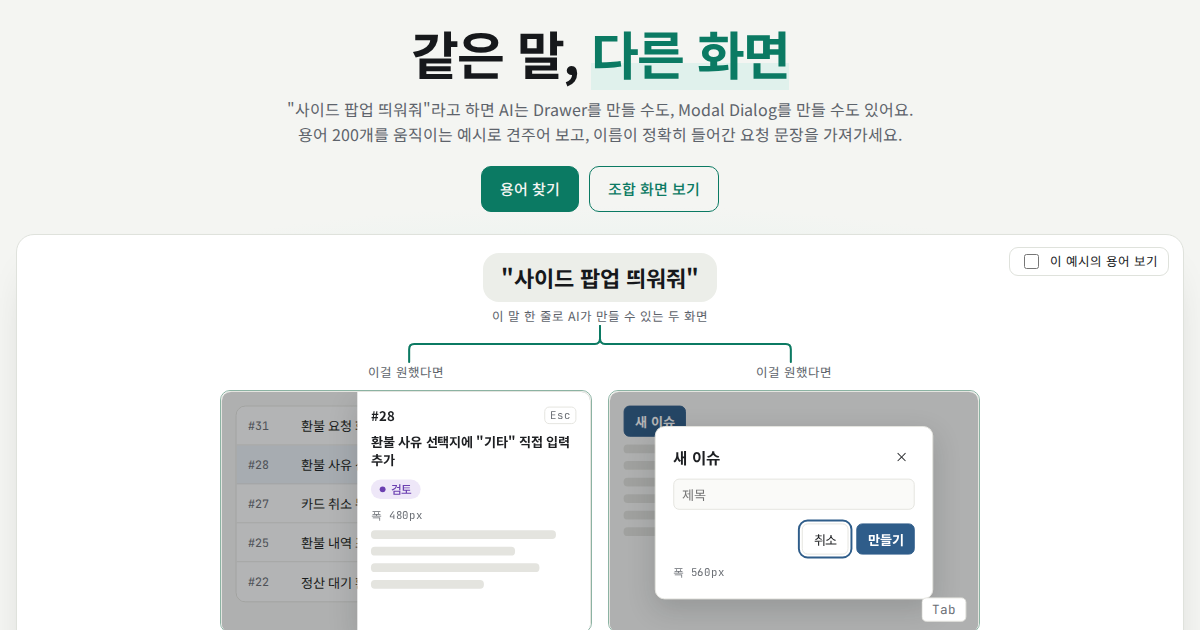 같은 말, 다른 화면
"사이드 팝업 띄워줘"라고 하면 AI는 Drawer를 만들 수도, Modal Dialog를 만들 수도 있어요.
용어 200개를 움직이는 예시로 견주어 보고, 이름이 정확히 들어간 요청 문장을 가져가세요.
용어 찾기
조합 화면 보기
이 예시의 용어 보기
"사이드 팝업 띄워줘"
이 말 한 줄로 AI가 만들 수 있는 두 화면
이걸 원했다면
이걸 원했다면
#31 환불 요청
#28 환불 사유
#27 카드 취소
#25 환불 내역
#22 정산 대기
#28
Esc
환불 사유 선택지에 "기타" 직접 입력
추가
검토
폭 480px
새 이슈
새 이슈
×
제목
취소
만들기
폭 560px
Tab